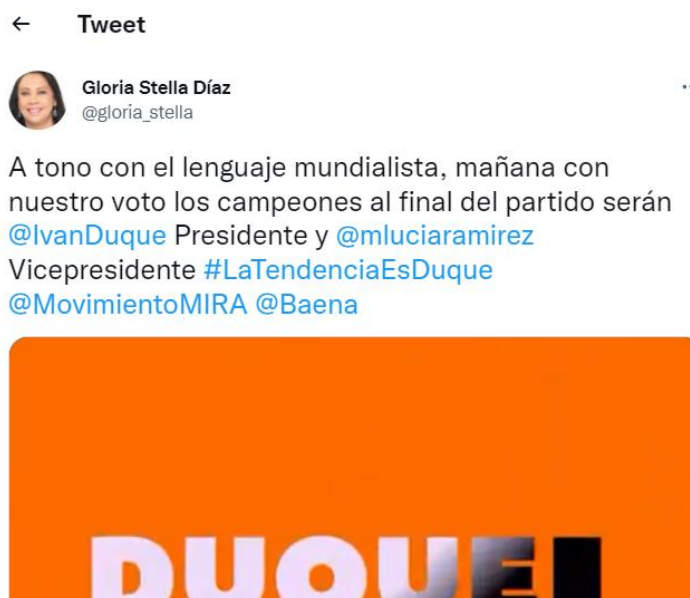 Tweet
Gloria Stella Díaz
@gloria_stella
A tono con el lenguaje mundialista, mañana con
nuestro voto los campeones al final del partido serán
@IvanDuque Presidente y @mluciaramirez
Vicepresidente #LaTendenciaEsDuque
@MovimientoMIRA @Baena
DUQUE